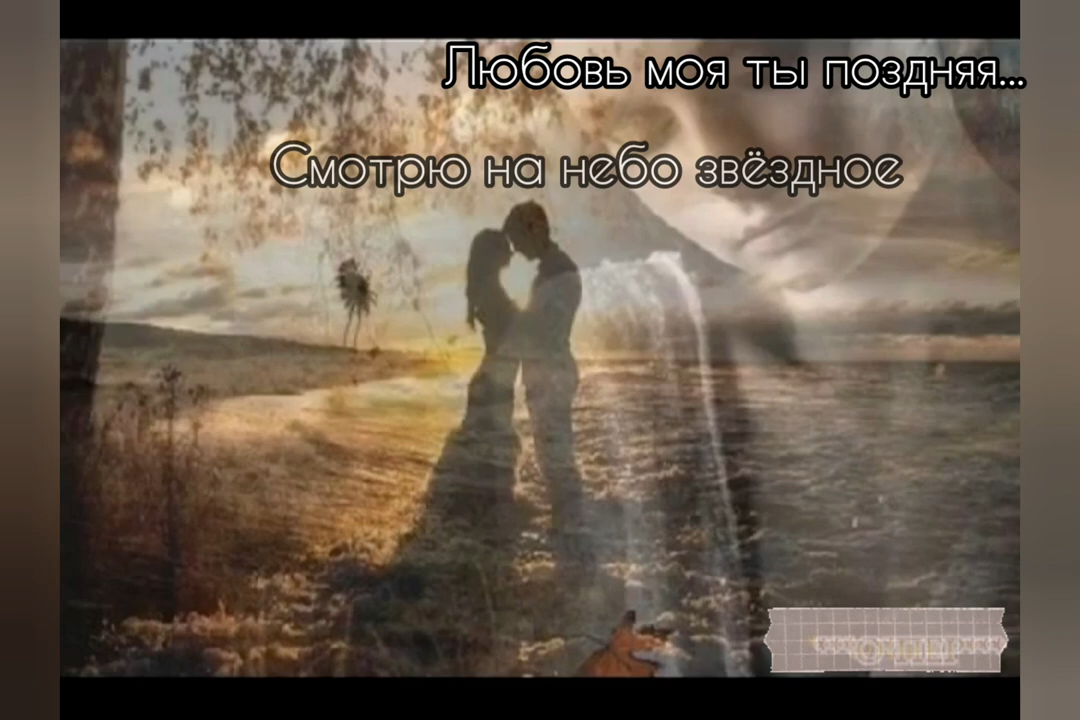 Любовь моя ты поздняя...
Смотрю на небо звёздное